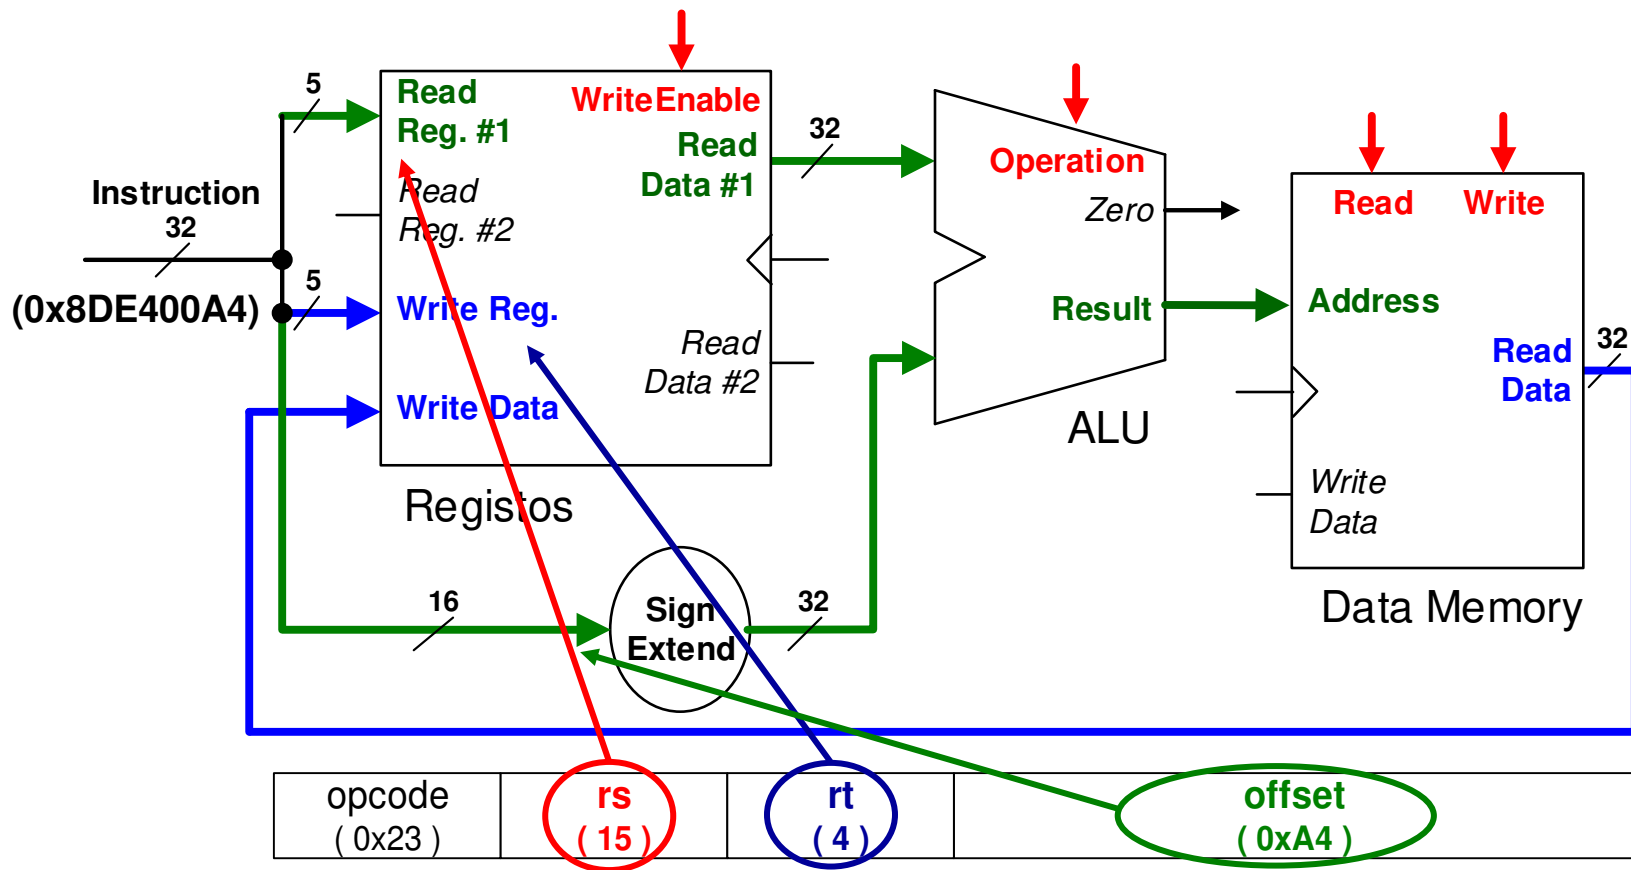 5
Read
Reg. #1
WriteEnable
Read
Data #1
32
Operation
Zero
Read Write
Instruction
32
Read
Reg. #2
(0x8DE400A4)
5
Write Reg.
Result
Address
Read
Data #2
Read
Data
32
Write Data
ALU
Write
Data
Registos
Data Memory
16
Sign
Extend
32
opcode
( 0x23 )
rs
( 15 )
rt
( 4 )
offset
( 0xA4 )